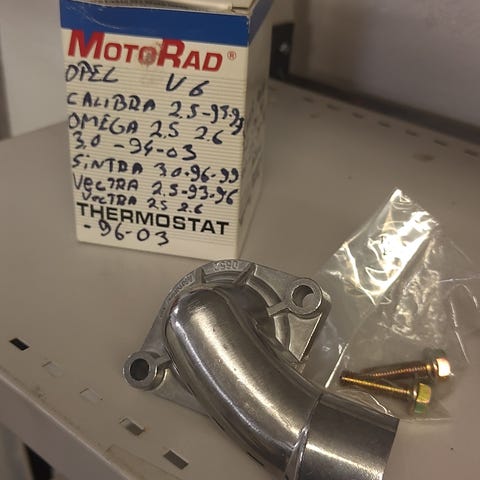 MOTORAD®
OPEL V6
CALIBRA 2.5-93-99
OMEGA 2.5 2.6
3.0 -94-03
SINTRA 3.0-96-99
VECTRA 2.5-93-96
VECTRA 2.5 2.6
THERMOSTAT
-96-03